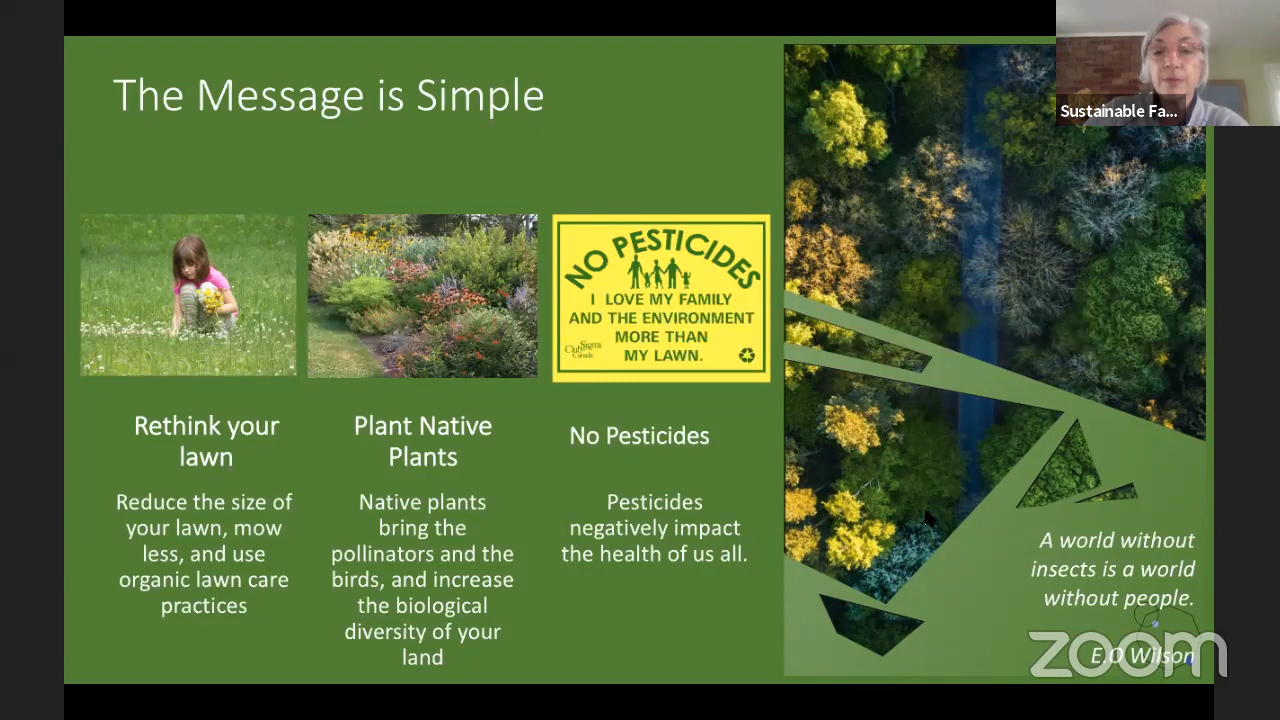 The Message is Simple
Sustainable Fa...
NO PESTICIDES
I LOVE MY FAMILY
AND THE ENVIRONMENT
MORE THAN
MY LAWN.
Sierra
Club
Canada
Rethink your
lawn
Reduce the size of
your lawn, mow
less, and use
organic lawn care
practices
Plant Native
Plants
Native plants
bring the
pollinators and the
birds, and increase
the biological
diversity of your
land
No Pesticides
Pesticides
negatively impact
the health of us all.
A world without
insects is a world
without people.
E.O Wilson
zoom